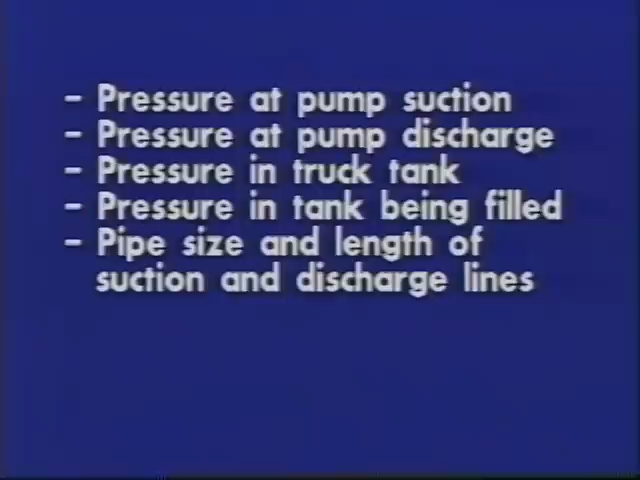 - Pressure at pump suction
- Pressure at pump discharge
- Pressure in truck tank
- Pressure in tank being filled
- Pipe size and length of
suction and discharge lines